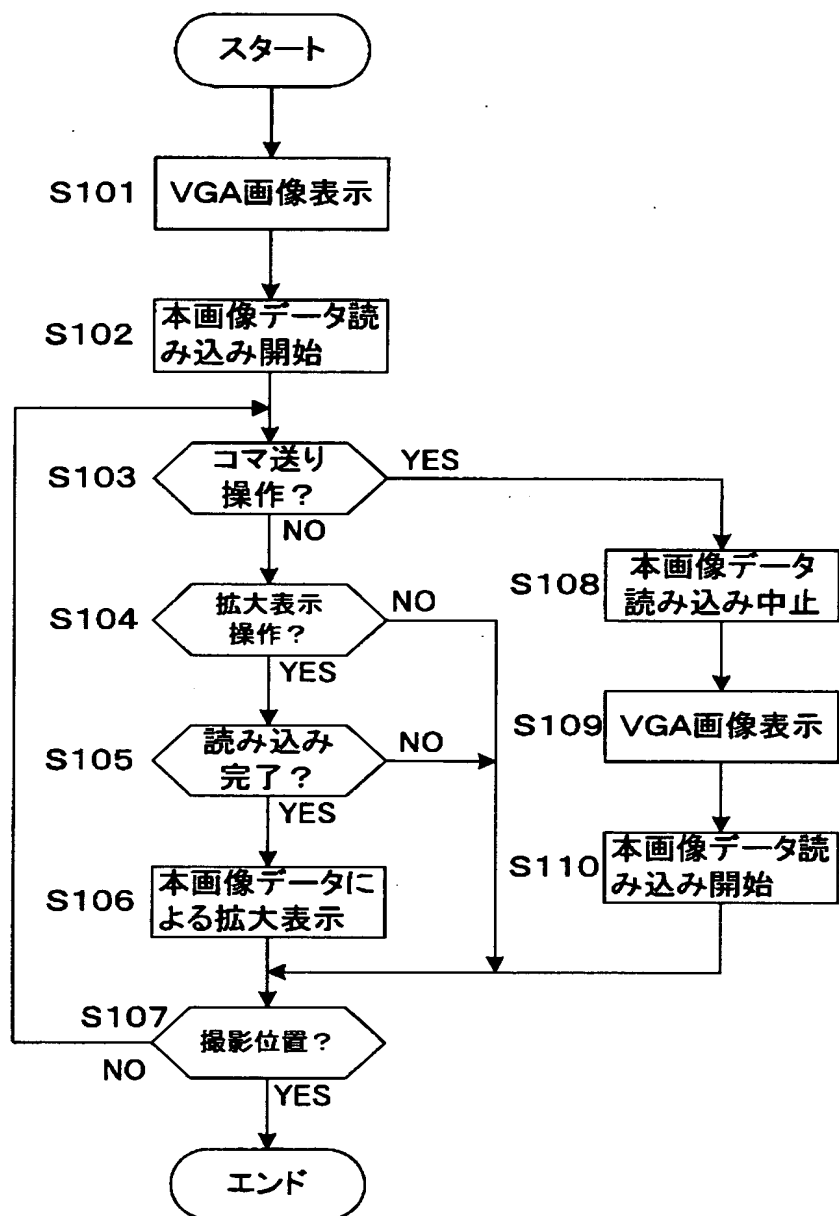 スタート
S101
VGA画像表示
S102
本画像データ読
み込み開始
S103
コマ送り
操作?
YES
NO
S104
拡大表示
操作?
NO
YES
S105
読み込み
完了?
NO
YES
S106
本画像データに
よる拡大表示
S107
撮影位置?
NO
YES
エンド
S108
本画像データ
読み込み中止
S109
VGA画像表示
S110
本画像データ読
み込み開始